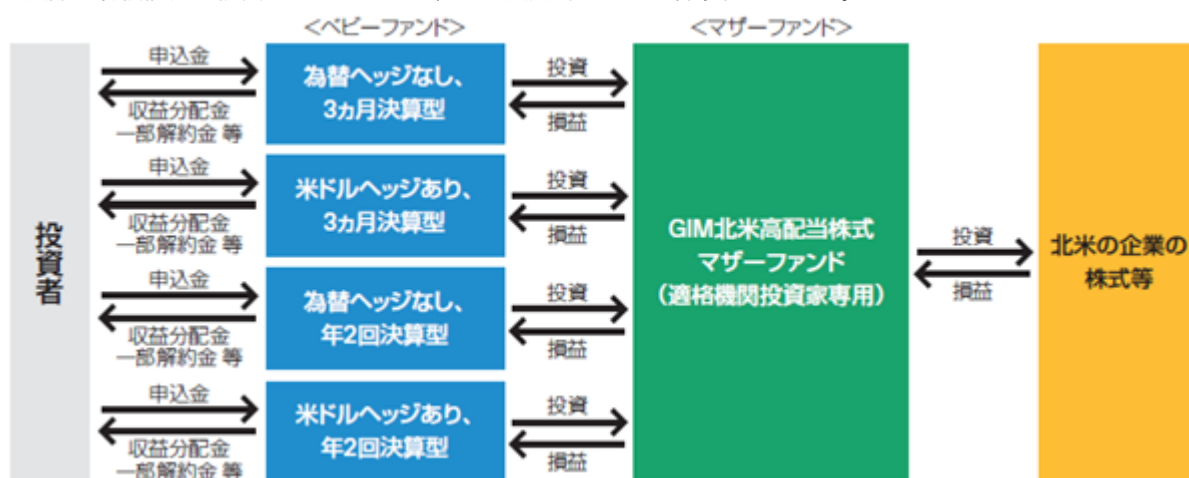 ＜ベビーファンド＞
＜マザーファンド＞
投資者
申込金
収益分配金
一部解約金 等
為替ヘッジなし、
3ヵ月決算型
投資
損益
申込金
収益分配金
一部解約金 等
米ドルヘッジあり、
3ヵ月決算型
投資
損益
申込金
収益分配金
一部解約金 等
為替ヘッジなし、
年2回決算型
投資
損益
申込金
収益分配金
一部解約金 等
米ドルヘッジあり、
年2回決算型
投資
損益
GIM北米高配当株式
マザーファンド
（適格機関投資家専用）
投資
損益
北米の企業の
株式等